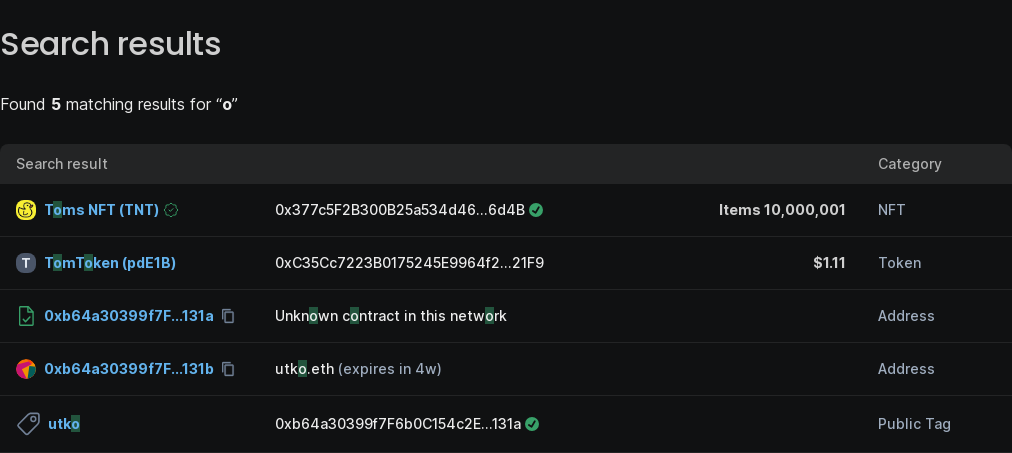 Search results
Found 5 matching results for “o”
Search result Category
Toms NFT (TNT) 0x377c5F2B300B25a534d46...6d4B Items 10,000,001 NFT
T TomToken (pdE1B) 0xC35Cc7223B0175245E9964f2...21F9 $1.11 Token
0xb64a30399f7F...131a Unknown contract in this network Address
0xb64a30399f7F...131b utko.eth (expires in 4w) Address
utko 0xb64a30399f7F6b0C154c2E...131a Public Tag